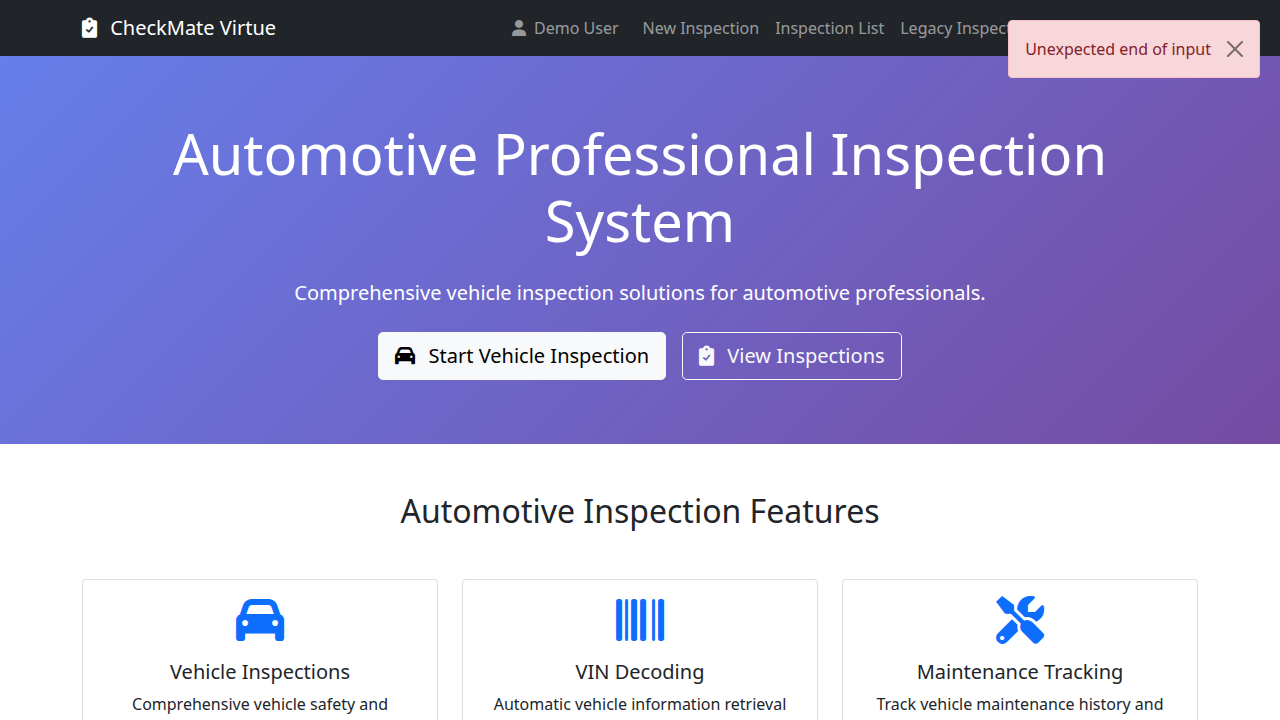 CheckMate Virtue
Demo User
New Inspection
Inspection List
Legacy Inspect
Unexpected end of input
Automotive Professional Inspection
System
Comprehensive vehicle inspection solutions for automotive professionals.
Start Vehicle Inspection
View Inspections
Automotive Inspection Features
Vehicle Inspections
Comprehensive vehicle safety and
VIN Decoding
Automatic vehicle information retrieval
Maintenance Tracking
Track vehicle maintenance history and